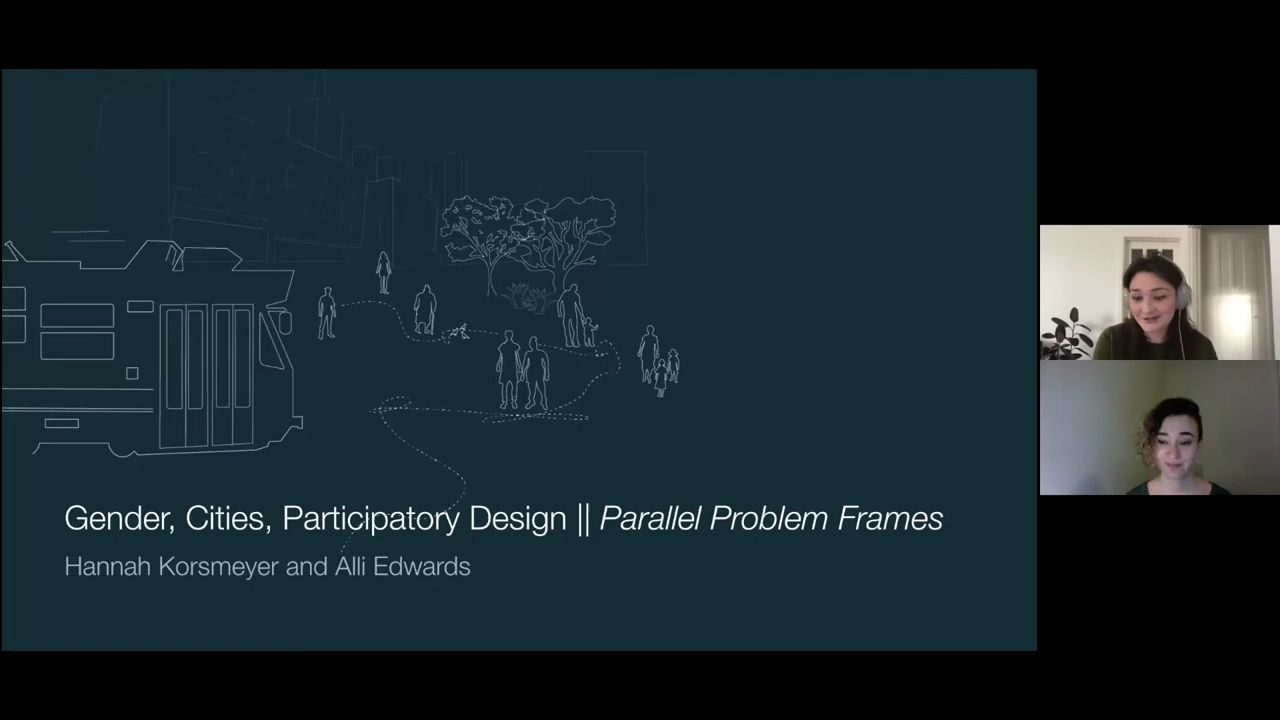 Gender, Cities, Participatory Design || Parallel Problem Frames
Hannah Korsmeyer and Alli Edwards